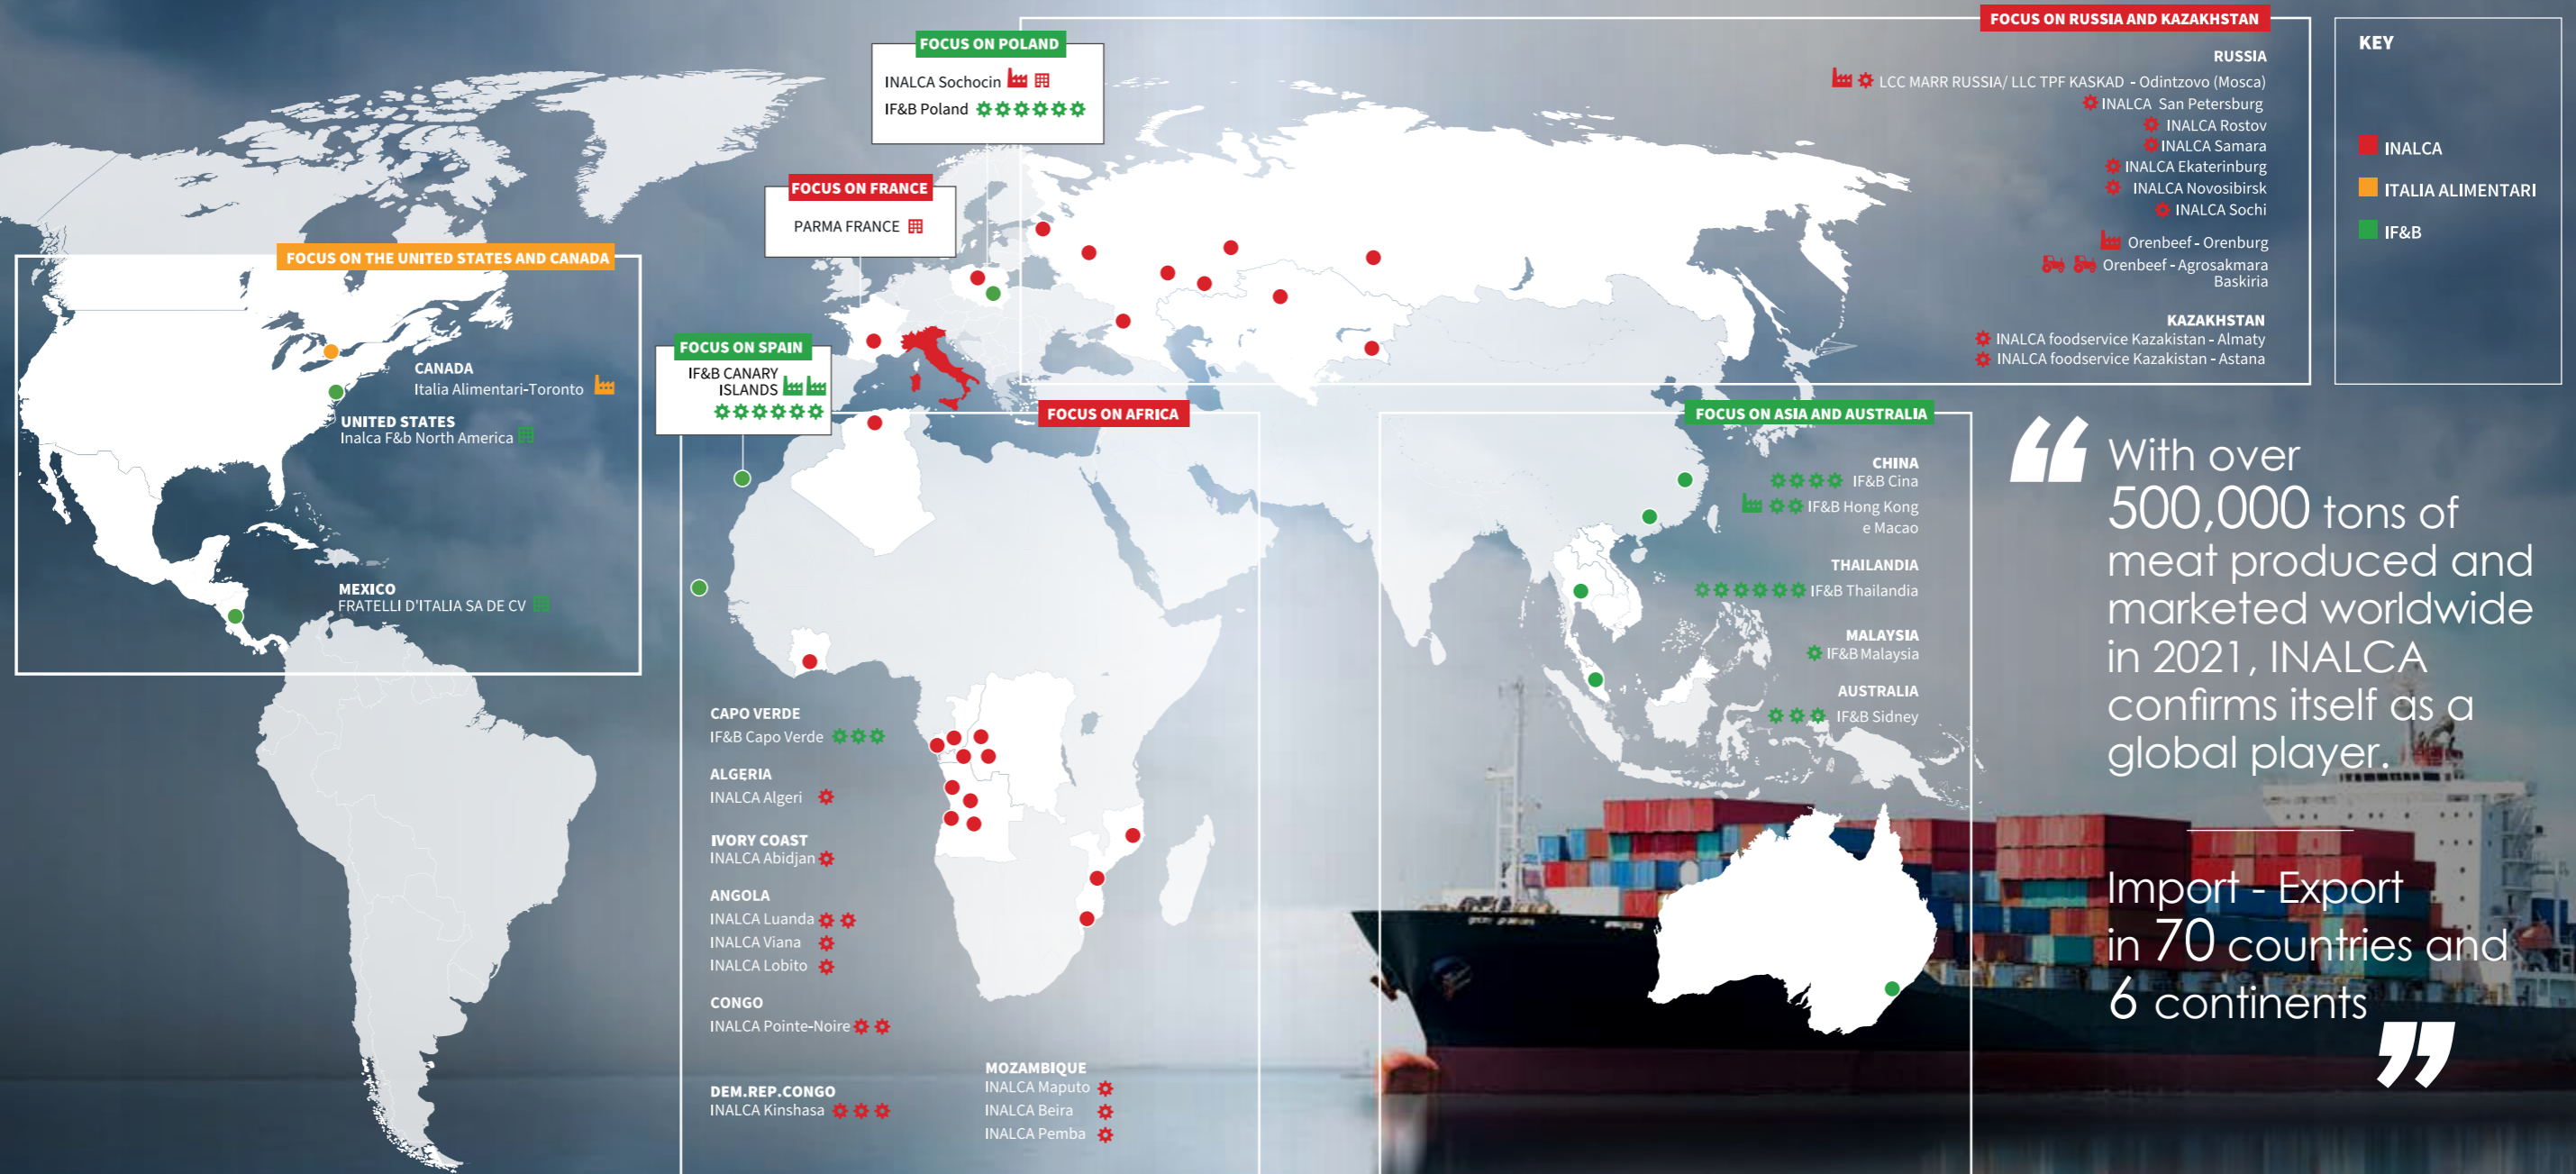 FOCUS ON POLAND
INALCA Sochocin
IF&B Poland
FOCUS ON FRANCE
PARMA FRANCE
FOCUS ON SPAIN
IF&B CANARY
ISLANDS
FOCUS ON THE UNITED STATES AND CANADA
CANADA
Italia Alimentari-Toronto
UNITED STATES
Inalca F&b North America
MEXICO
FRATELLI D'ITALIA SA DE CV
FOCUS ON RUSSIA AND KAZAKHSTAN
RUSSIA
LCC MARR RUSSIA/ LLC TPF KASKAD - Odintzovo (Mosca)
INALCA San Petersburg
INALCA Rostov
INALCA Samara
INALCA Ekaterinburg
INALCA Novosibirsk
INALCA Sochi
Orenbeef - Orenburg
Orenbeef - Agrosakmara
Baskiria
KAZAKHSTAN
INALCA foodservice Kazakistan - Almaty
INALCA foodservice Kazakistan - Astana
KEY
INALCA
ITALIA ALIMENTARI
IF&B
FOCUS ON AFRICA
CAPO VERDE
IF&B Capo Verde
ALGERIA
INALCA Algeri
IVORY COAST
INALCA Abidjan
ANGOLA
INALCA Luanda
INALCA Viana
INALCA Lobito
CONGO
INALCA Pointe-Noire
DEM.REP.CONGO
INALCA Kinshasa
MOZAMBIQUE
INALCA Maputo
INALCA Beira
INALCA Pemba
FOCUS ON ASIA AND AUSTRALIA
CHINA
IF&B Cina
IF&B Hong Kong
e Macao
THAILANDIA
IF&B Thailandia
MALAYSIA
IF&B Malaysia
AUSTRALIA
IF&B Sidney
“ With over
500,000 tons of
meat produced and
marketed worldwide
in 2021, INALCA
confirms itself as a
global player.
Import - Export
in 70 countries and
6 continents ”